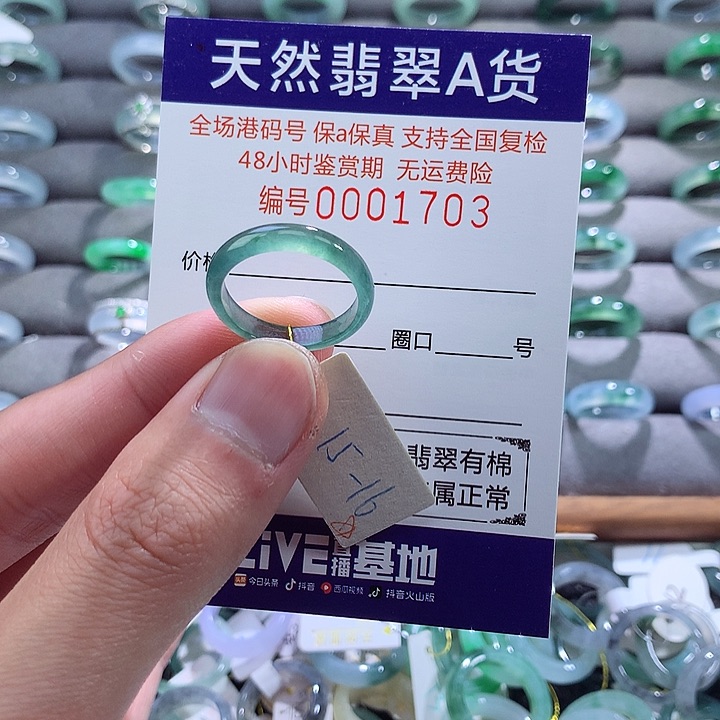 天然翡翠A货
全场港码号 保a保真 支持全国复检
48小时鉴赏期 无运费险
编号0001703
价格
圈口 号
翡翠有棉
属正常
15-16
LIVE直播基地
今日头条 抖音 西瓜视频 抖音火山版